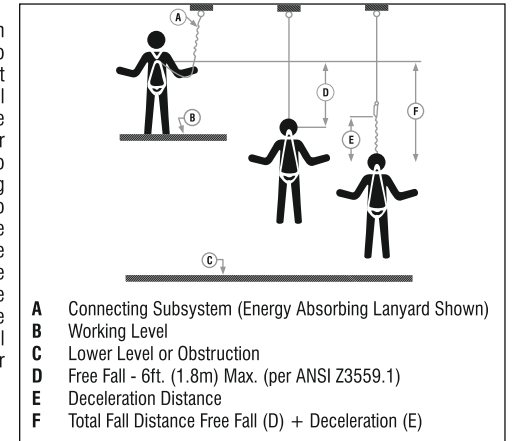 A
B
D
F
E
C
A Connecting Subsystem (Energy Absorbing Lanyard Shown)
B Working Level
C Lower Level or Obstruction
D Free Fall - 6ft. (1.8m) Max. (per ANSI Z3559.1)
E Deceleration Distance
F Total Fall Distance Free Fall (D) + Deceleration (E)